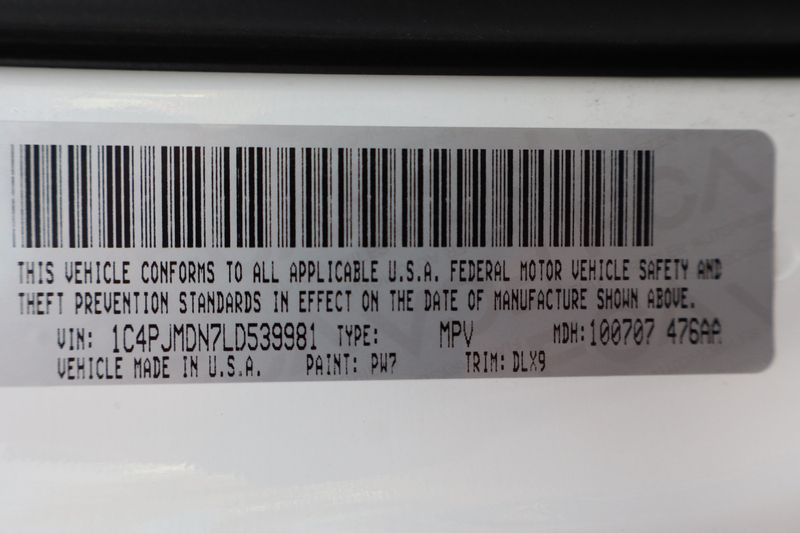 THIS VEHICLE CONFORMS TO ALL APPLICABLE U.S.A. FEDERAL MOTOR VEHICLE SAFETY AND
THEFT PREVENTION STANDARDS IN EFFECT ON THE DATE OF MANUFACTURE SHOWN ABOVE.
VIN: 1C4PJMDN7LD539981 TYPE: MPV MDH:100707 476AA
VEHICLE MADE IN U.S.A. PAINT: PW7 TRIM: DLX9